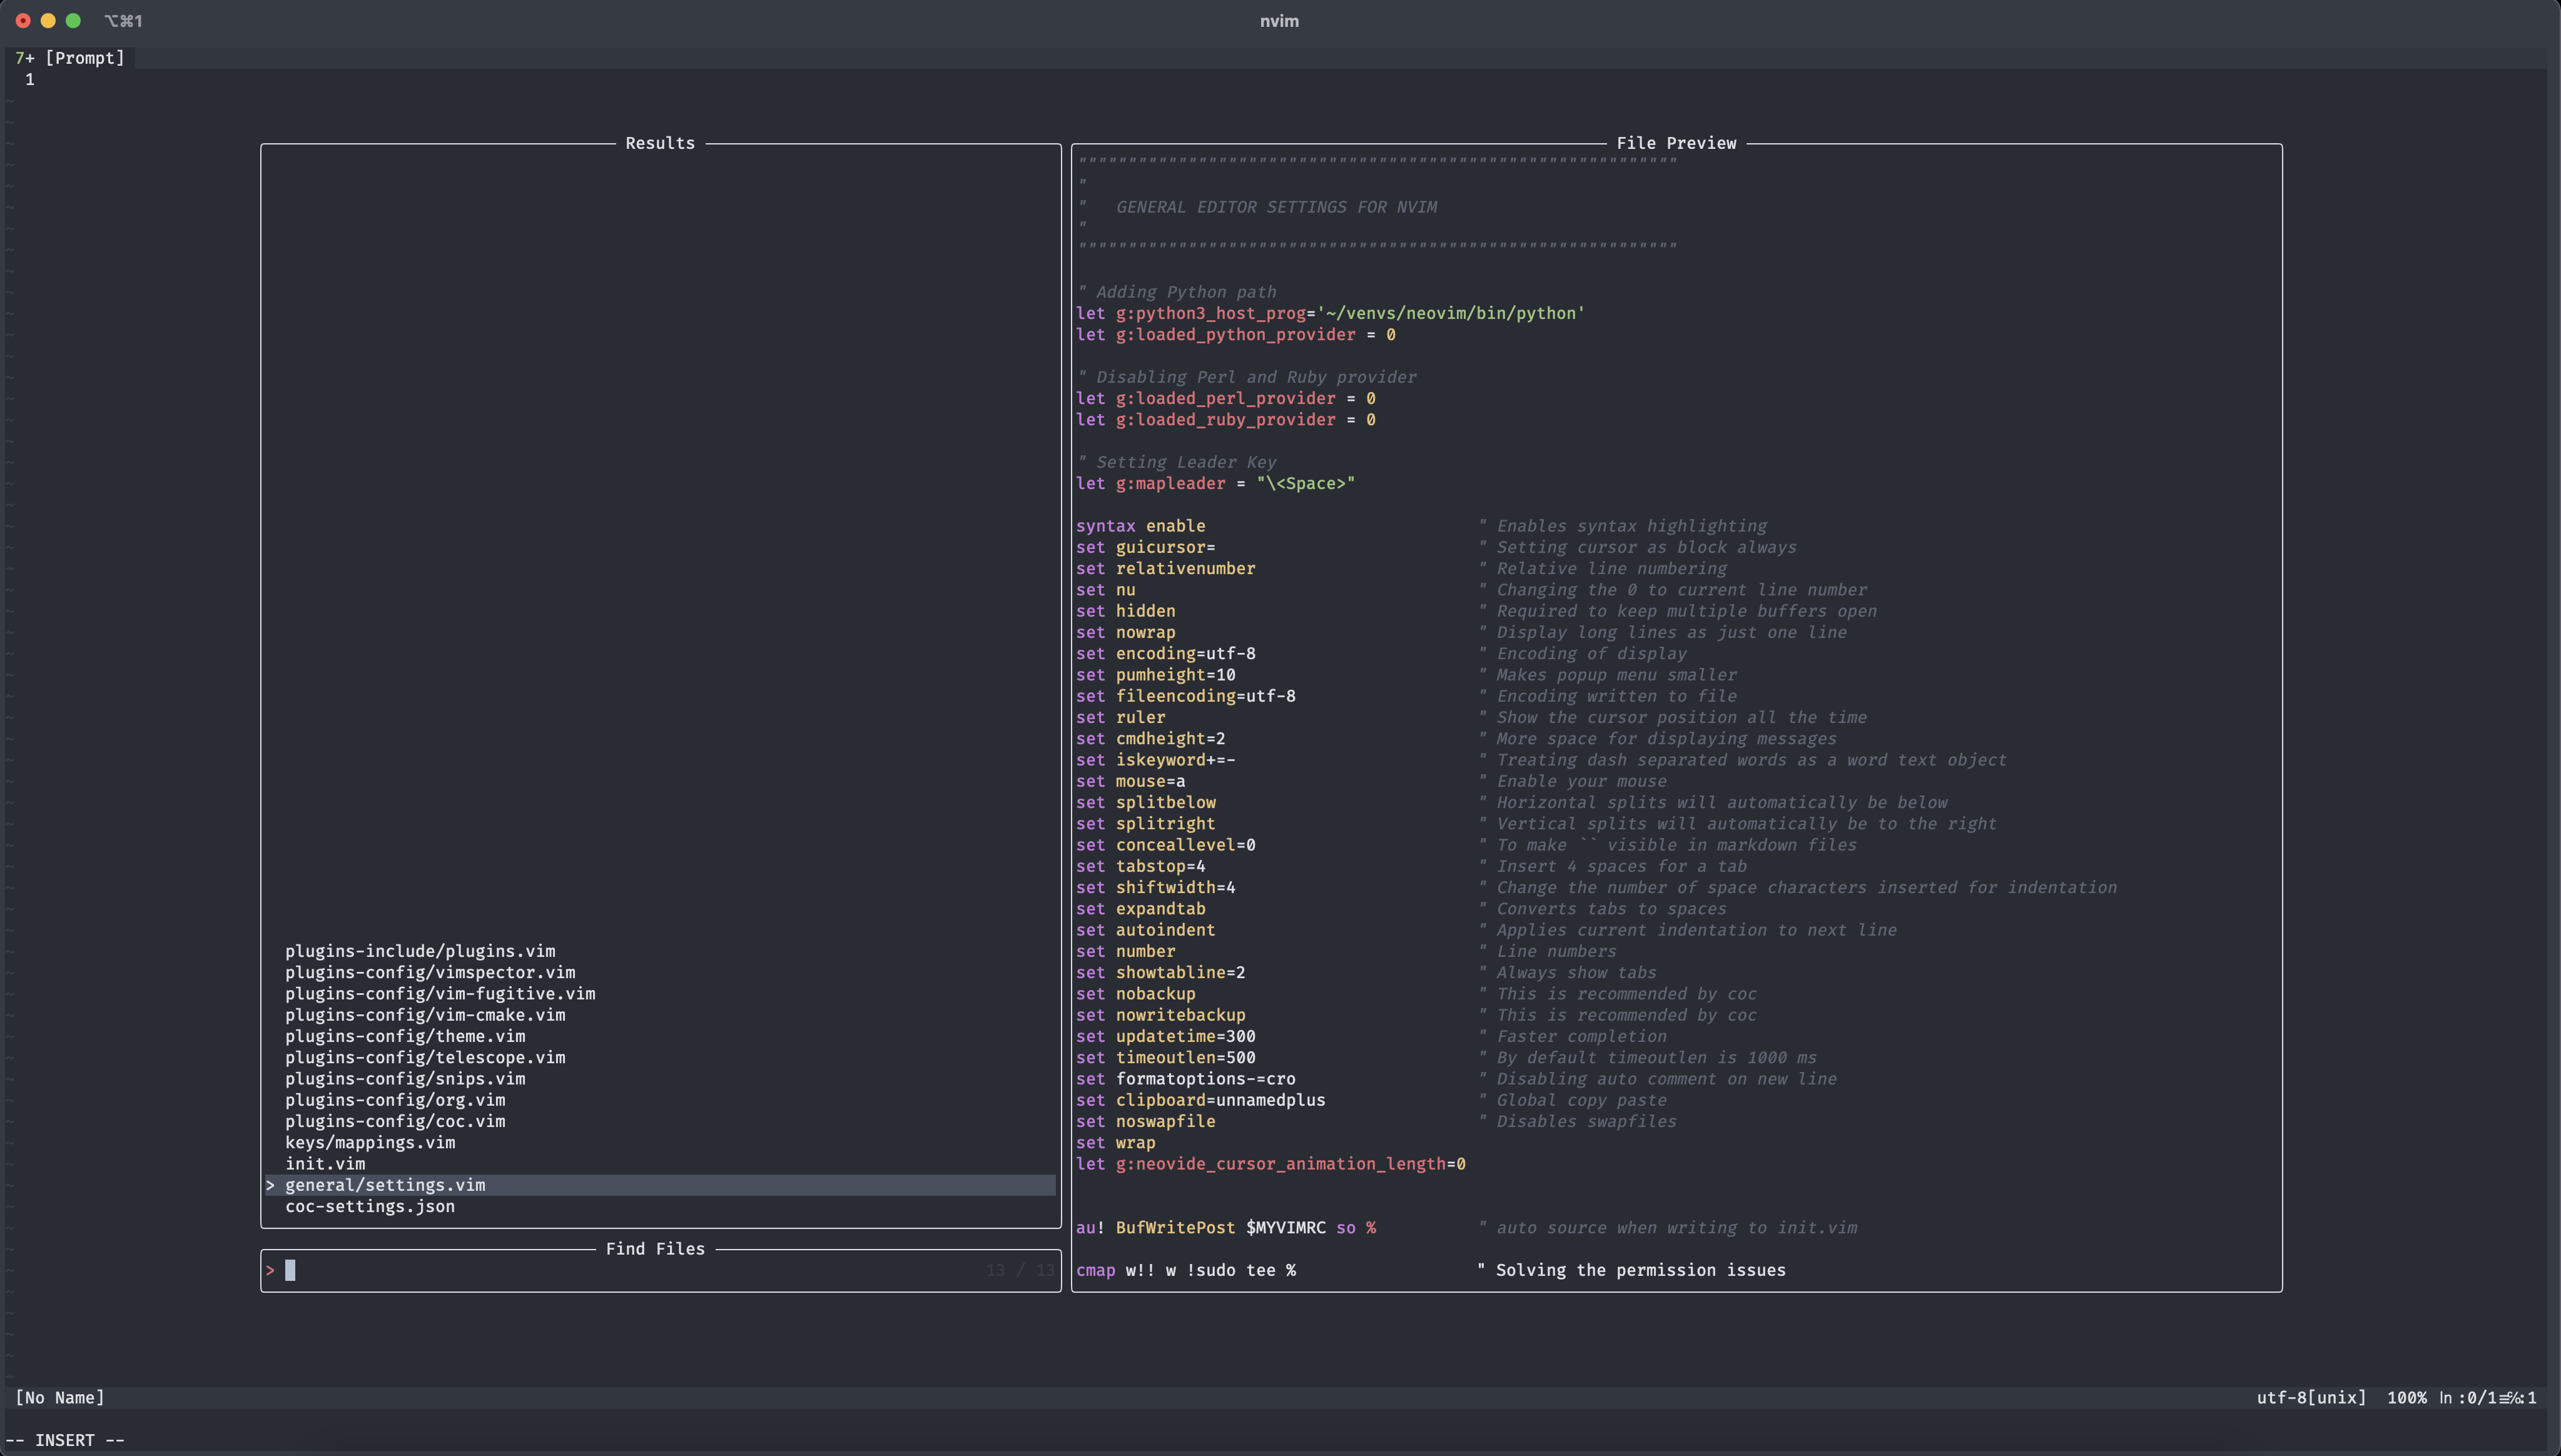 ⌥⌘1
nvim
7+ [Prompt]
1
Results
plugins-include/plugins.vim
plugins-config/vimspector.vim
plugins-config/vim-fugitive.vim
plugins-config/vim-cmake.vim
plugins-config/theme.vim
plugins-config/telescope.vim
plugins-config/snips.vim
plugins-config/org.vim
plugins-config/coc.vim
keys/mappings.vim
init.vim
> general/settings.vim
coc-settings.json
Find Files
>
13 / 13
File Preview
""""""""""""""""""""""""""""""""""""""""""""""""""""""""""""
"
"   GENERAL EDITOR SETTINGS FOR NVIM
"
""""""""""""""""""""""""""""""""""""""""""""""""""""""""""""
" Adding Python path
let g:python3_host_prog='~/venvs/neovim/bin/python'
let g:loaded_python_provider = 0
" Disabling Perl and Ruby provider
let g:loaded_perl_provider = 0
let g:loaded_ruby_provider = 0
" Setting Leader Key
let g:mapleader = "\<Space>"
syntax enable                           " Enables syntax highlighting
set guicursor=                          " Setting cursor as block always
set relativenumber                      " Relative line numbering
set nu                                  " Changing the 0 to current line number
set hidden                              " Required to keep multiple buffers open
set nowrap                              " Display long lines as just one line
set encoding=utf-8                      " Encoding of display
set pumheight=10                        " Makes popup menu smaller
set fileencoding=utf-8                  " Encoding written to file
set ruler                               " Show the cursor position all the time
set cmdheight=2                         " More space for displaying messages
set iskeyword+=-                        " Treating dash separated words as a word text object
set mouse=a                             " Enable your mouse
set splitbelow                          " Horizontal splits will automatically be below
set splitright                          " Vertical splits will automatically be to the right
set conceallevel=0                      " To make `` visible in markdown files
set tabstop=4                           " Insert 4 spaces for a tab
set shiftwidth=4                        " Change the number of space characters inserted for indentation
set expandtab                           " Converts tabs to spaces
set autoindent                          " Applies current indentation to next line
set number                              " Line numbers
set showtabline=2                       " Always show tabs
set nobackup                            " This is recommended by coc
set nowritebackup                       " This is recommended by coc
set updatetime=300                      " Faster completion
set timeoutlen=500                      " By default timeoutlen is 1000 ms
set formatoptions-=cro                  " Disabling auto comment on new line
set clipboard=unnamedplus               " Global copy paste
set noswapfile                          " Disables swapfiles
set wrap
let g:neovide_cursor_animation_length=0
au! BufWritePost $MYVIMRC so %          " auto source when writing to init.vim
cmap w!! w !sudo tee %                  " Solving the permission issues
[No Name]
utf-8[unix]  100% ln :0/1≡℅:1
-- INSERT --